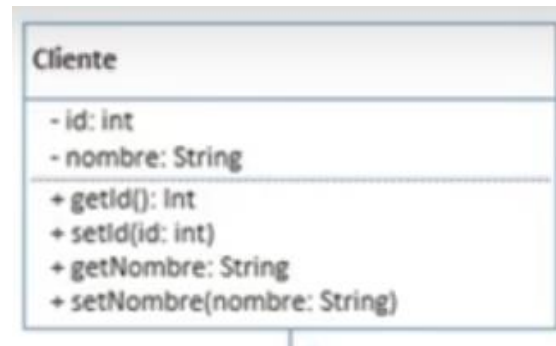 Cliente
- id: int
- nombre: String
+ getId(): Int
+ setId(id: int)
+ getNombre: String
+ setNombre(nombre: String)